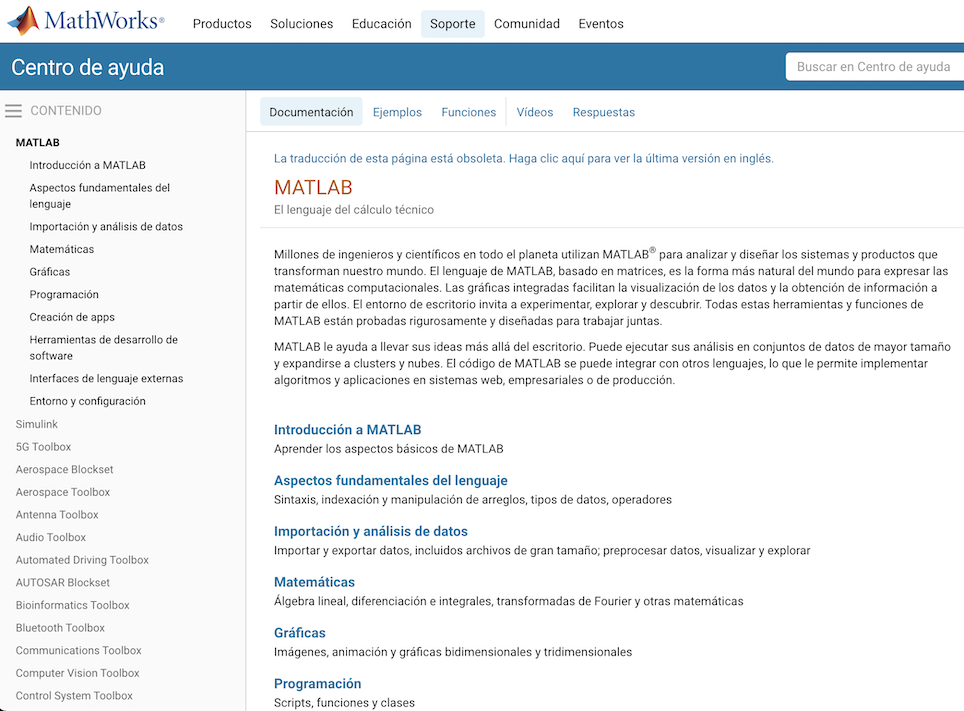 MathWorks®
Productos Soluciones Educación Soporte Comunidad Eventos
Centro de ayuda
Buscar en Centro de ayuda
CONTENIDO
MATLAB
Introducción a MATLAB
Aspectos fundamentales del
lenguaje
Importación y análisis de datos
Matemáticas
Gráficas
Programación
Creación de apps
Herramientas de desarrollo de
software
Interfaces de lenguaje externas
Entorno y configuración
Simulink
5G Toolbox
Aerospace Blockset
Aerospace Toolbox
Antenna Toolbox
Audio Toolbox
Automated Driving Toolbox
AUTOSAR Blockset
Bioinformatics Toolbox
Bluetooth Toolbox
Communications Toolbox
Computer Vision Toolbox
Control System Toolbox
Documentación Ejemplos Funciones Vídeos Respuestas
La traducción de esta página está obsoleta. Haga clic aquí para ver la última versión en inglés.
MATLAB
El lenguaje del cálculo técnico
Millones de ingenieros y científicos en todo el planeta utilizan MATLAB® para analizar y diseñar los sistemas y productos que
transforman nuestro mundo. El lenguaje de MATLAB, basado en matrices, es la forma más natural del mundo para expresar las
matemáticas computacionales. Las gráficas integradas facilitan la visualización de los datos y la obtención de información a
partir de ellos. El entorno de escritorio invita a experimentar, explorar y descubrir. Todas estas herramientas y funciones de
MATLAB están probadas rigurosamente y diseñadas para trabajar juntas.
MATLAB le ayuda a llevar sus ideas más allá del escritorio. Puede ejecutar sus análisis en conjuntos de datos de mayor tamaño
y expandirse a clusters y nubes. El código de MATLAB se puede integrar con otros lenguajes, lo que le permite implementar
algoritmos y aplicaciones en sistemas web, empresariales o de producción.
Introducción a MATLAB
Aprender los aspectos básicos de MATLAB
Aspectos fundamentales del lenguaje
Sintaxis, indexación y manipulación de arreglos, tipos de datos, operadores
Importación y análisis de datos
Importar y exportar datos, incluidos archivos de gran tamaño; preprocesar datos, visualizar y explorar
Matemáticas
Álgebra lineal, diferenciación e integrales, transformadas de Fourier y otras matemáticas
Gráficas
Imágenes, animación y gráficas bidimensionales y tridimensionales
Programación
Scripts, funciones y clases